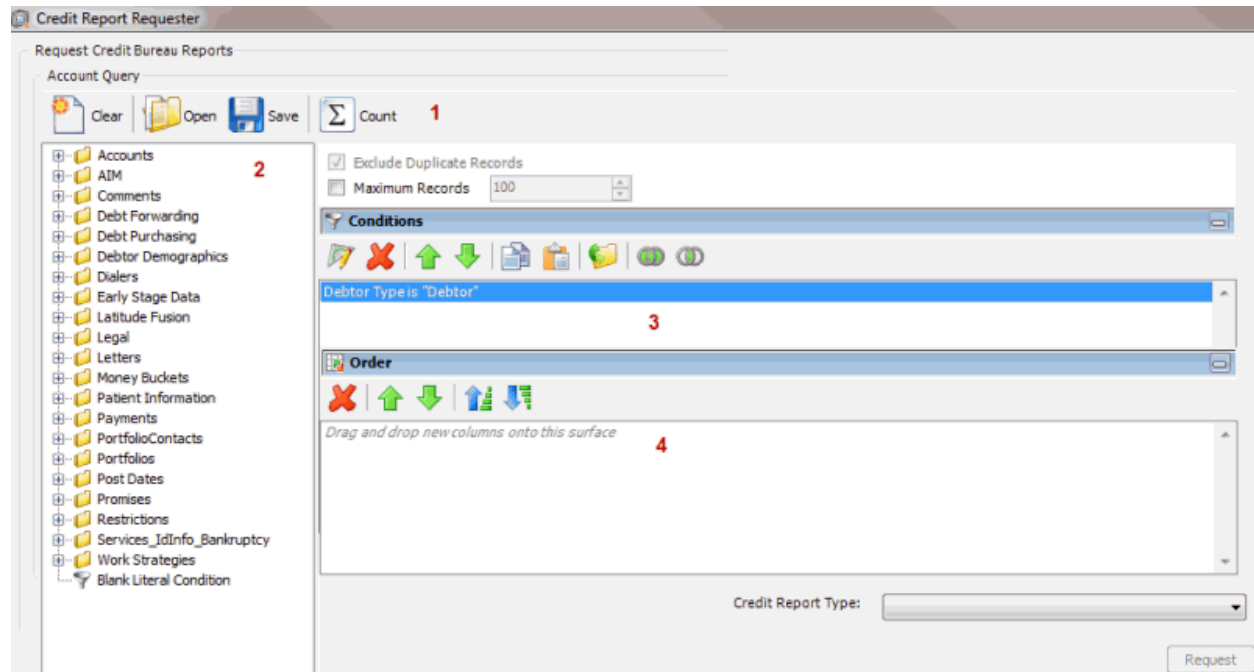 Credit Report Requester
Request Credit Bureau Reports
Account Query
Clear Open Save Σ Count 1
2
Accounts
AIM
Comments
Debt Forwarding
Debt Purchasing
Debtor Demographics
Dialers
Early Stage Data
Latitude Fusion
Legal
Letters
Money Buckets
Patient Information
Payments
PortfolioContacts
Portfolios
Post Dates
Promises
Restrictions
Services_IdInfo_Bankruptcy
Work Strategies
Blank Literal Condition
Exclude Duplicate Records
Maximum Records 100
Conditions
Debtor Type is "Debtor"
3
Order
Drag and drop new columns onto this surface
4
Credit Report Type:
Request